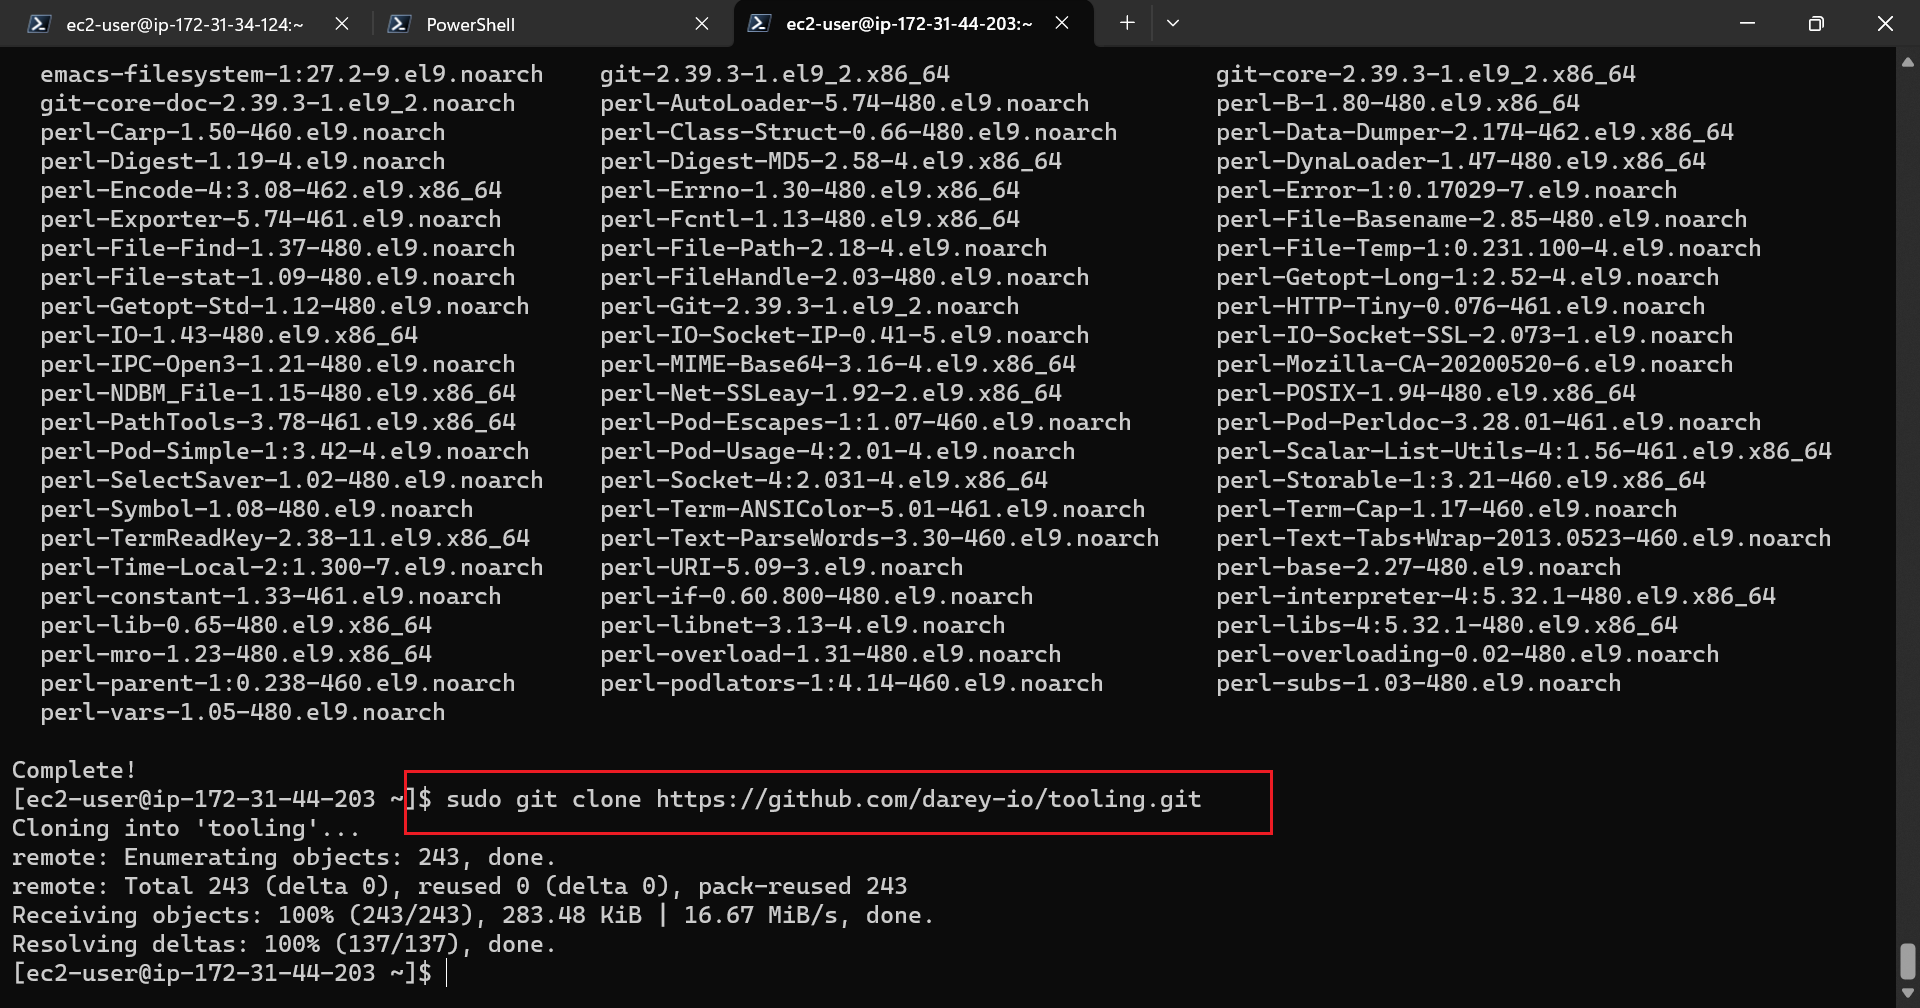 ec2-user@ip-172-31-34-124:~ PowerShell ec2-user@ip-172-31-44-203:~
emacs-filesystem-1:27.2-9.el9.noarch git-2.39.3-1.el9_2.x86_64 git-core-2.39.3-1.el9_2.x86_64
git-core-doc-2.39.3-1.el9_2.noarch perl-AutoLoader-5.74-480.el9.noarch perl-B-1.80-480.el9.x86_64
perl-Carp-1.50-460.el9.noarch perl-Class-Struct-0.66-480.el9.noarch perl-Data-Dumper-2.174-462.el9.x86_64
perl-Digest-1.19-4.el9.noarch perl-Digest-MD5-2.58-4.el9.x86_64 perl-DynaLoader-1.47-480.el9.x86_64
perl-Encode-4:3.08-462.el9.x86_64 perl-Errno-1.30-480.el9.x86_64 perl-Error-1:0.17029-7.el9.noarch
perl-Exporter-5.74-461.el9.noarch perl-Fcntl-1.13-480.el9.x86_64 perl-File-Basename-2.85-480.el9.noarch
perl-File-Find-1.37-480.el9.noarch perl-File-Path-2.18-4.el9.noarch perl-File-Temp-1:0.231.100-4.el9.noarch
perl-File-stat-1.09-480.el9.noarch perl-FileHandle-2.03-480.el9.noarch perl-Getopt-Long-1:2.52-4.el9.noarch
perl-Getopt-Std-1.12-480.el9.noarch perl-Git-2.39.3-1.el9_2.noarch perl-HTTP-Tiny-0.076-461.el9.noarch
perl-IO-1.43-480.el9.x86_64 perl-IO-Socket-IP-0.41-5.el9.noarch perl-IO-Socket-SSL-2.073-1.el9.noarch
perl-IPC-Open3-1.21-480.el9.noarch perl-MIME-Base64-3.16-4.el9.x86_64 perl-Mozilla-CA-20200520-6.el9.noarch
perl-NDBM_File-1.15-480.el9.x86_64 perl-Net-SSLeay-1.92-2.el9.x86_64 perl-POSIX-1.94-480.el9.x86_64
perl-PathTools-3.78-461.el9.x86_64 perl-Pod-Escapes-1:1.07-460.el9.noarch perl-Pod-Perldoc-3.28.01-461.el9.noarch
perl-Pod-Simple-1:3.42-4.el9.noarch perl-Pod-Usage-4:2.01-4.el9.noarch perl-Scalar-List-Utils-4:1.56-461.el9.x86_64
perl-SelectSaver-1.02-480.el9.noarch perl-Socket-4:2.031-4.el9.x86_64 perl-Storable-1:3.21-460.el9.x86_64
perl-Symbol-1.08-480.el9.noarch perl-Term-ANSIColor-5.01-461.el9.noarch perl-Term-Cap-1.17-460.el9.noarch
perl-TermReadKey-2.38-11.el9.x86_64 perl-Text-ParseWords-3.30-460.el9.noarch perl-Text-Tabs+Wrap-2013.0523-460.el9.noarch
perl-Time-Local-2:1.300-7.el9.noarch perl-URI-5.09-3.el9.noarch perl-base-2.27-480.el9.noarch
perl-constant-1.33-461.el9.noarch perl-if-0.60.800-480.el9.noarch perl-interpreter-4:5.32.1-480.el9.x86_64
perl-lib-0.65-480.el9.x86_64 perl-libnet-3.13-4.el9.noarch perl-libs-4:5.32.1-480.el9.x86_64
perl-mro-1.23-480.el9.x86_64 perl-overload-1.31-480.el9.noarch perl-overloading-0.02-480.el9.noarch
perl-parent-1:0.238-460.el9.noarch perl-podlators-1:4.14-460.el9.noarch perl-subs-1.03-480.el9.noarch
perl-vars-1.05-480.el9.noarch
Complete!
[ec2-user@ip-172-31-44-203 ~]$ sudo git clone https://github.com/darey-io/tooling.git
Cloning into 'tooling'...
remote: Enumerating objects: 243, done.
remote: Total 243 (delta 0), reused 0 (delta 0), pack-reused 243
Receiving objects: 100% (243/243), 283.48 KiB | 16.67 MiB/s, done.
Resolving deltas: 100% (137/137), done.
[ec2-user@ip-172-31-44-203 ~]$